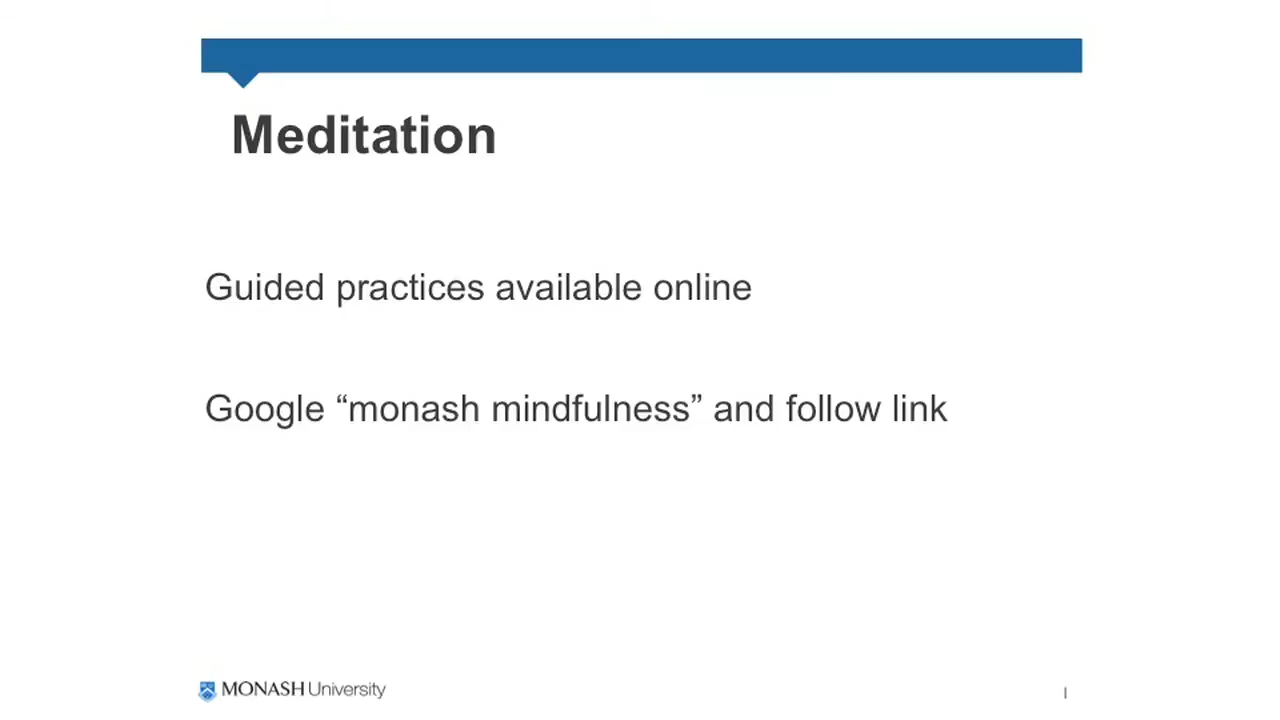 Meditation
Guided practices available online
Google “monash mindfulness” and follow link
MONASH University